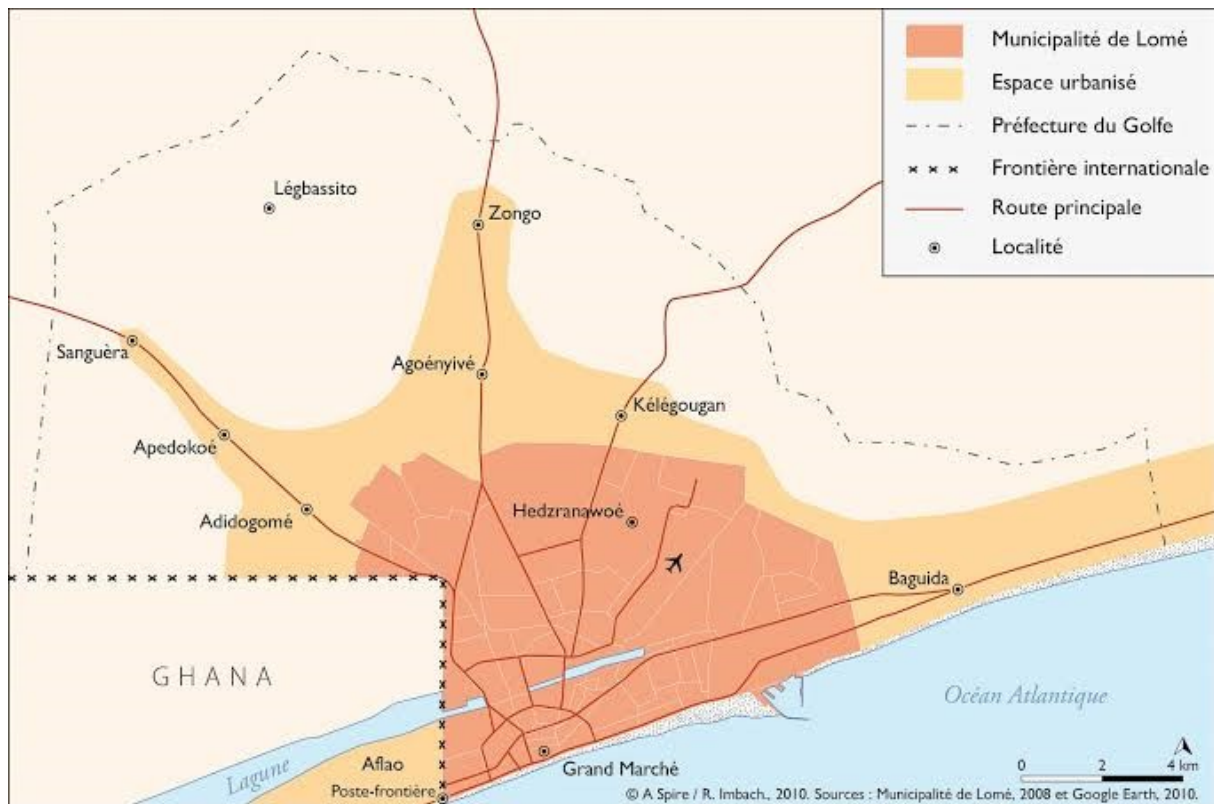 Municipalité de Lomé
Espace urbanisé
Préfecture du Golfe
Frontière internationale
Route principale
Localité
Légbassito
Zongo
Sanguèra
Agoényivé
Kélégougan
Apedokoé
Adidogomé
Hedzranawoé
Baguida
GHANA
Océan Atlantique
Lagune
Aflao
Poste-frontière
Grand Marché
0 2 4 km
© A Spire / R. Imbach., 2010. Sources : Municipalité de Lomé, 2008 et Google Earth, 2010.